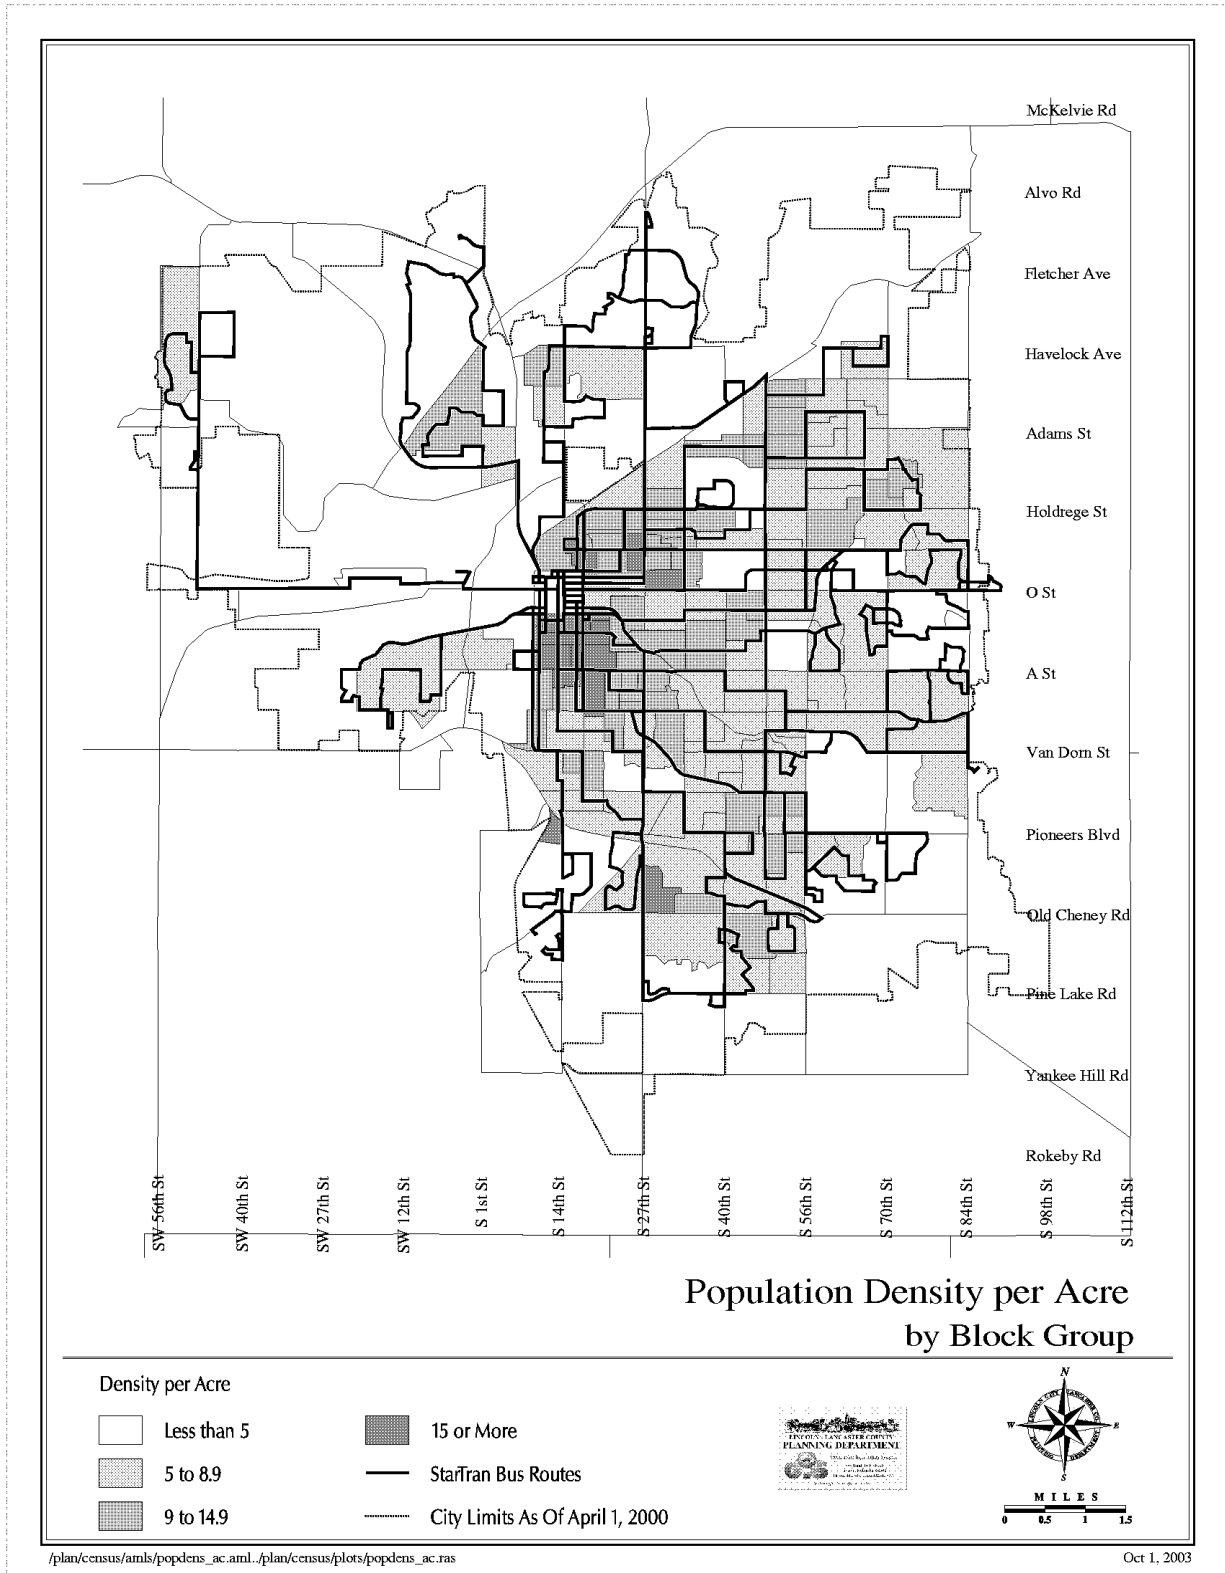 McKelvie Rd
Alvo Rd
Fletcher Ave
Havelock Ave
Adams St
Holdrege St
O St
A St
Van Dorn St
Pioneers Blvd
Old Cheney Rd
Pine Lake Rd
Yankee Hill Rd
Rokeby Rd
SW 56th St
SW 40th St
SW 27th St
SW 12th St
S 1st St
S 14th St
S 27th St
S 40th St
S 56th St
S 70th St
S 84th St
S 98th St
S 112th St
Population Density per Acre
by Block Group
Density per Acre
Less than 5
5 to 8.9
9 to 14.9
15 or More
StarTran Bus Routes
City Limits As Of April 1, 2000
LINCOLN - LANCASTER COUNTY
PLANNING DEPARTMENT
N
W
E
S
MILES
0 0.5 1 1.5
/plan/census/amls/popdens_ac.aml../plan/census/plots/popdens_ac.ras
Oct 1, 2003